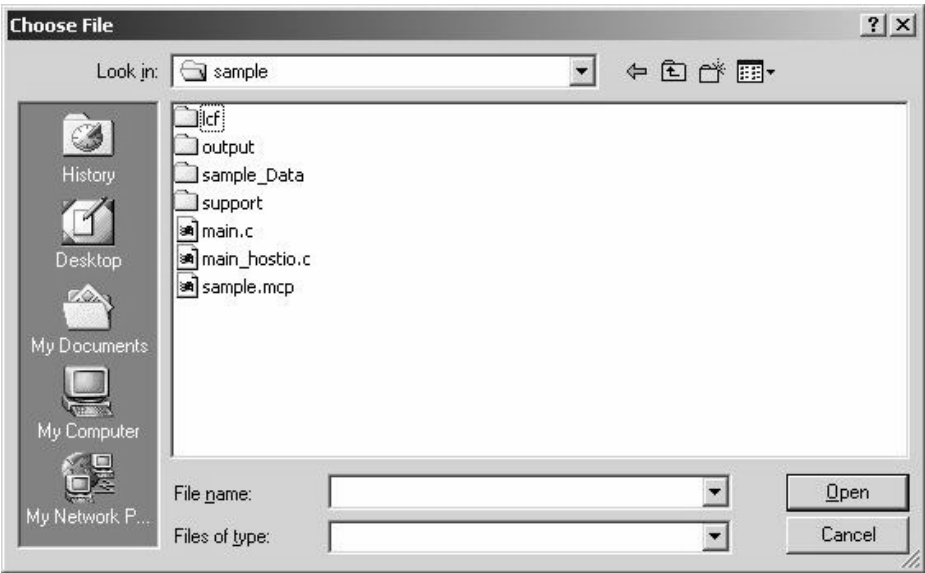 Choose File
Look in: sample
History
Desktop
My Documents
My Computer
My Network P...
lcf
output
sample_Data
support
main.c
main_hostio.c
sample.mcp
File name:
Open
Files of type:
Cancel